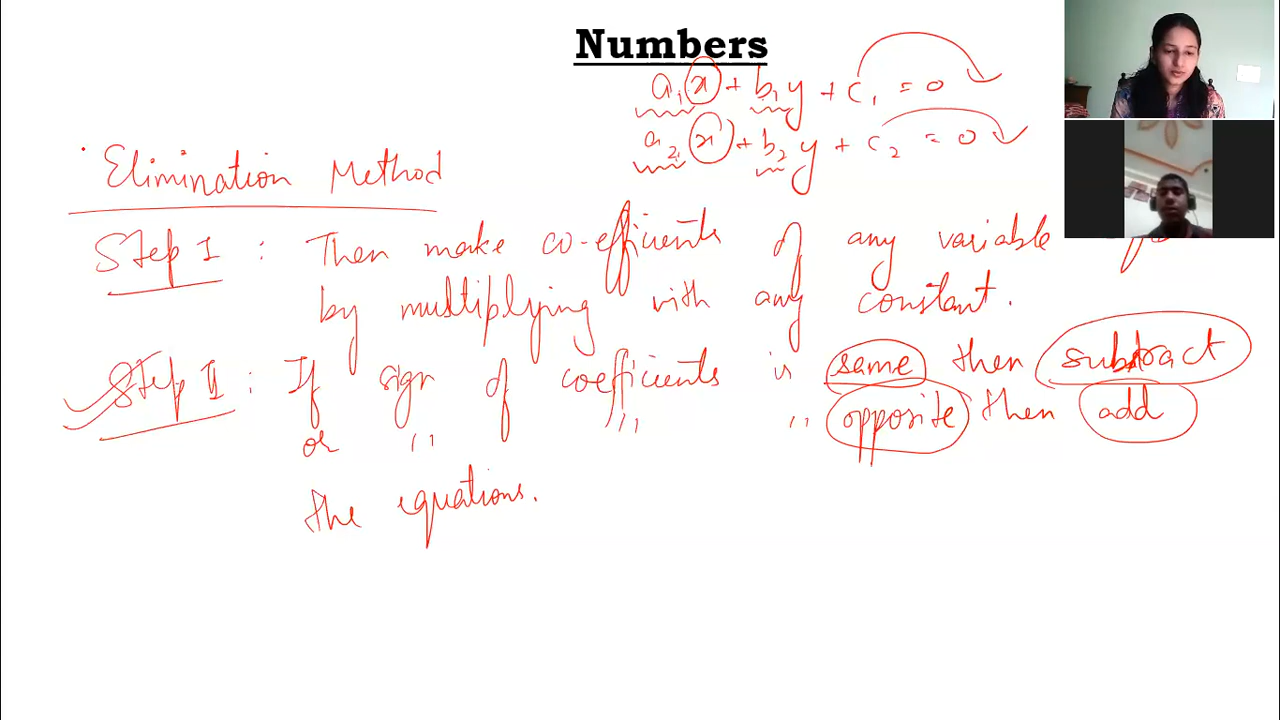 Numbers
a₁x + b₁y + c₁ = 0
a₂x + b₂y + c₂ = 0
Elimination Method
Step I : Then make co-efficients of any variable
by multiplying with any constant.
Step II : If sign of coefficients is same then subtract
or " " " opposite then add
the equations.